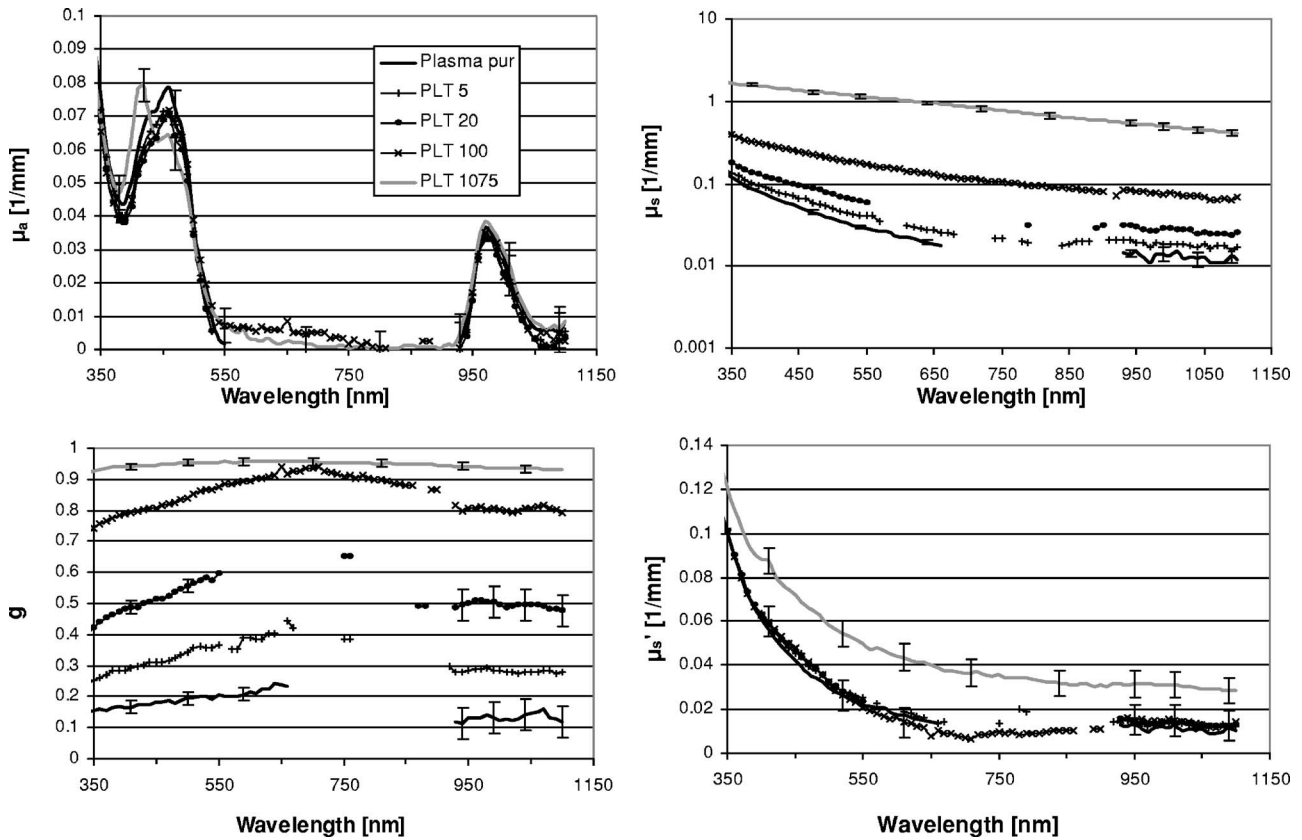 0.1
0.09
0.08
0.07
0.06
0.05
0.04
0.03
0.02
0.01
0
µa [1/mm]
350 550 750 950 1150
Wavelength [nm]
Plasma pur
PLT 5
PLT 20
PLT 100
PLT 1075
10
1
0.1
0.01
0.001
µs [1/mm]
350 450 550 650 750 850 950 1050 1150
Wavelength [nm]
1
0.9
0.8
0.7
0.6
0.5
0.4
0.3
0.2
0.1
0
g
350 550 750 950 1150
Wavelength [nm]
0.14
0.12
0.1
0.08
0.06
0.04
0.02
0
µs' [1/mm]
350 550 750 950 1150
Wavelength [nm]